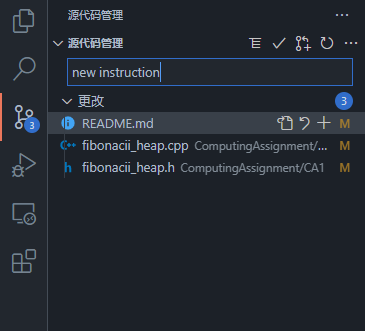 源代码管理
源代码管理
new instruction
更改 3
README.md M
fibonacii_heap.cpp ComputingAssignment/... M
fibonacii_heap.h ComputingAssignment/CA1 M
3